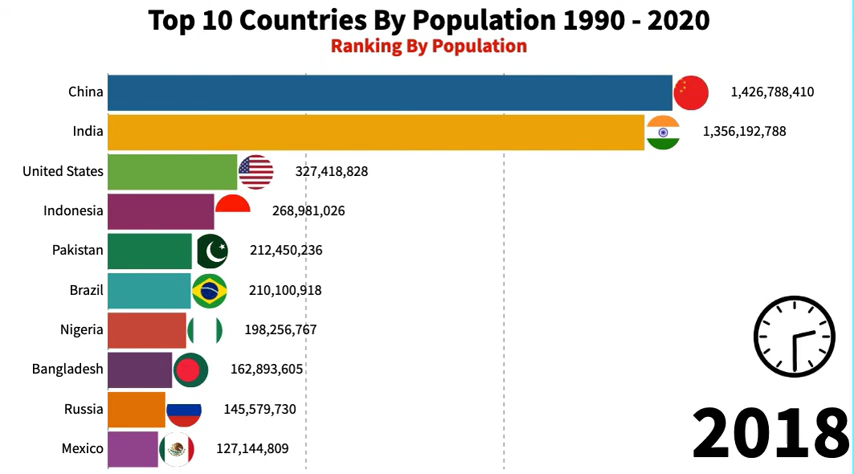 Top 10 Countries By Population 1990 - 2020
Ranking By Population
China 1,426,788,410
India 1,356,192,788
United States 327,418,828
Indonesia 268,981,026
Pakistan 212,450,236
Brazil 210,100,918
Nigeria 198,256,767
Bangladesh 162,893,605
Russia 145,579,730
Mexico 127,144,809
2018